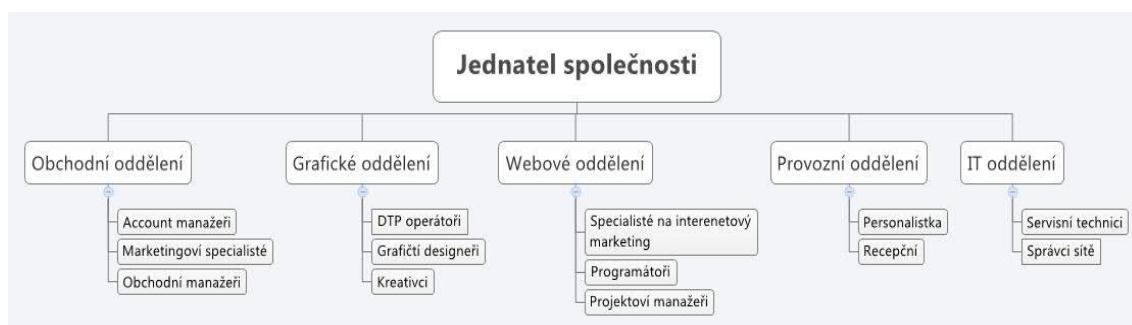 Jednatel společnosti
Obchodní oddělení
Account manažeři
Marketingoví specialisté
Obchodní manažeři
Grafické oddělení
DTP operátoři
Grafičtí designeři
Kreativci
Webové oddělení
Specialisté na interenetový
marketing
Programátoři
Projektoví manažeři
Provozní oddělení
Personalistka
Recepční
IT oddělení
Servisní technici
Správci sítě